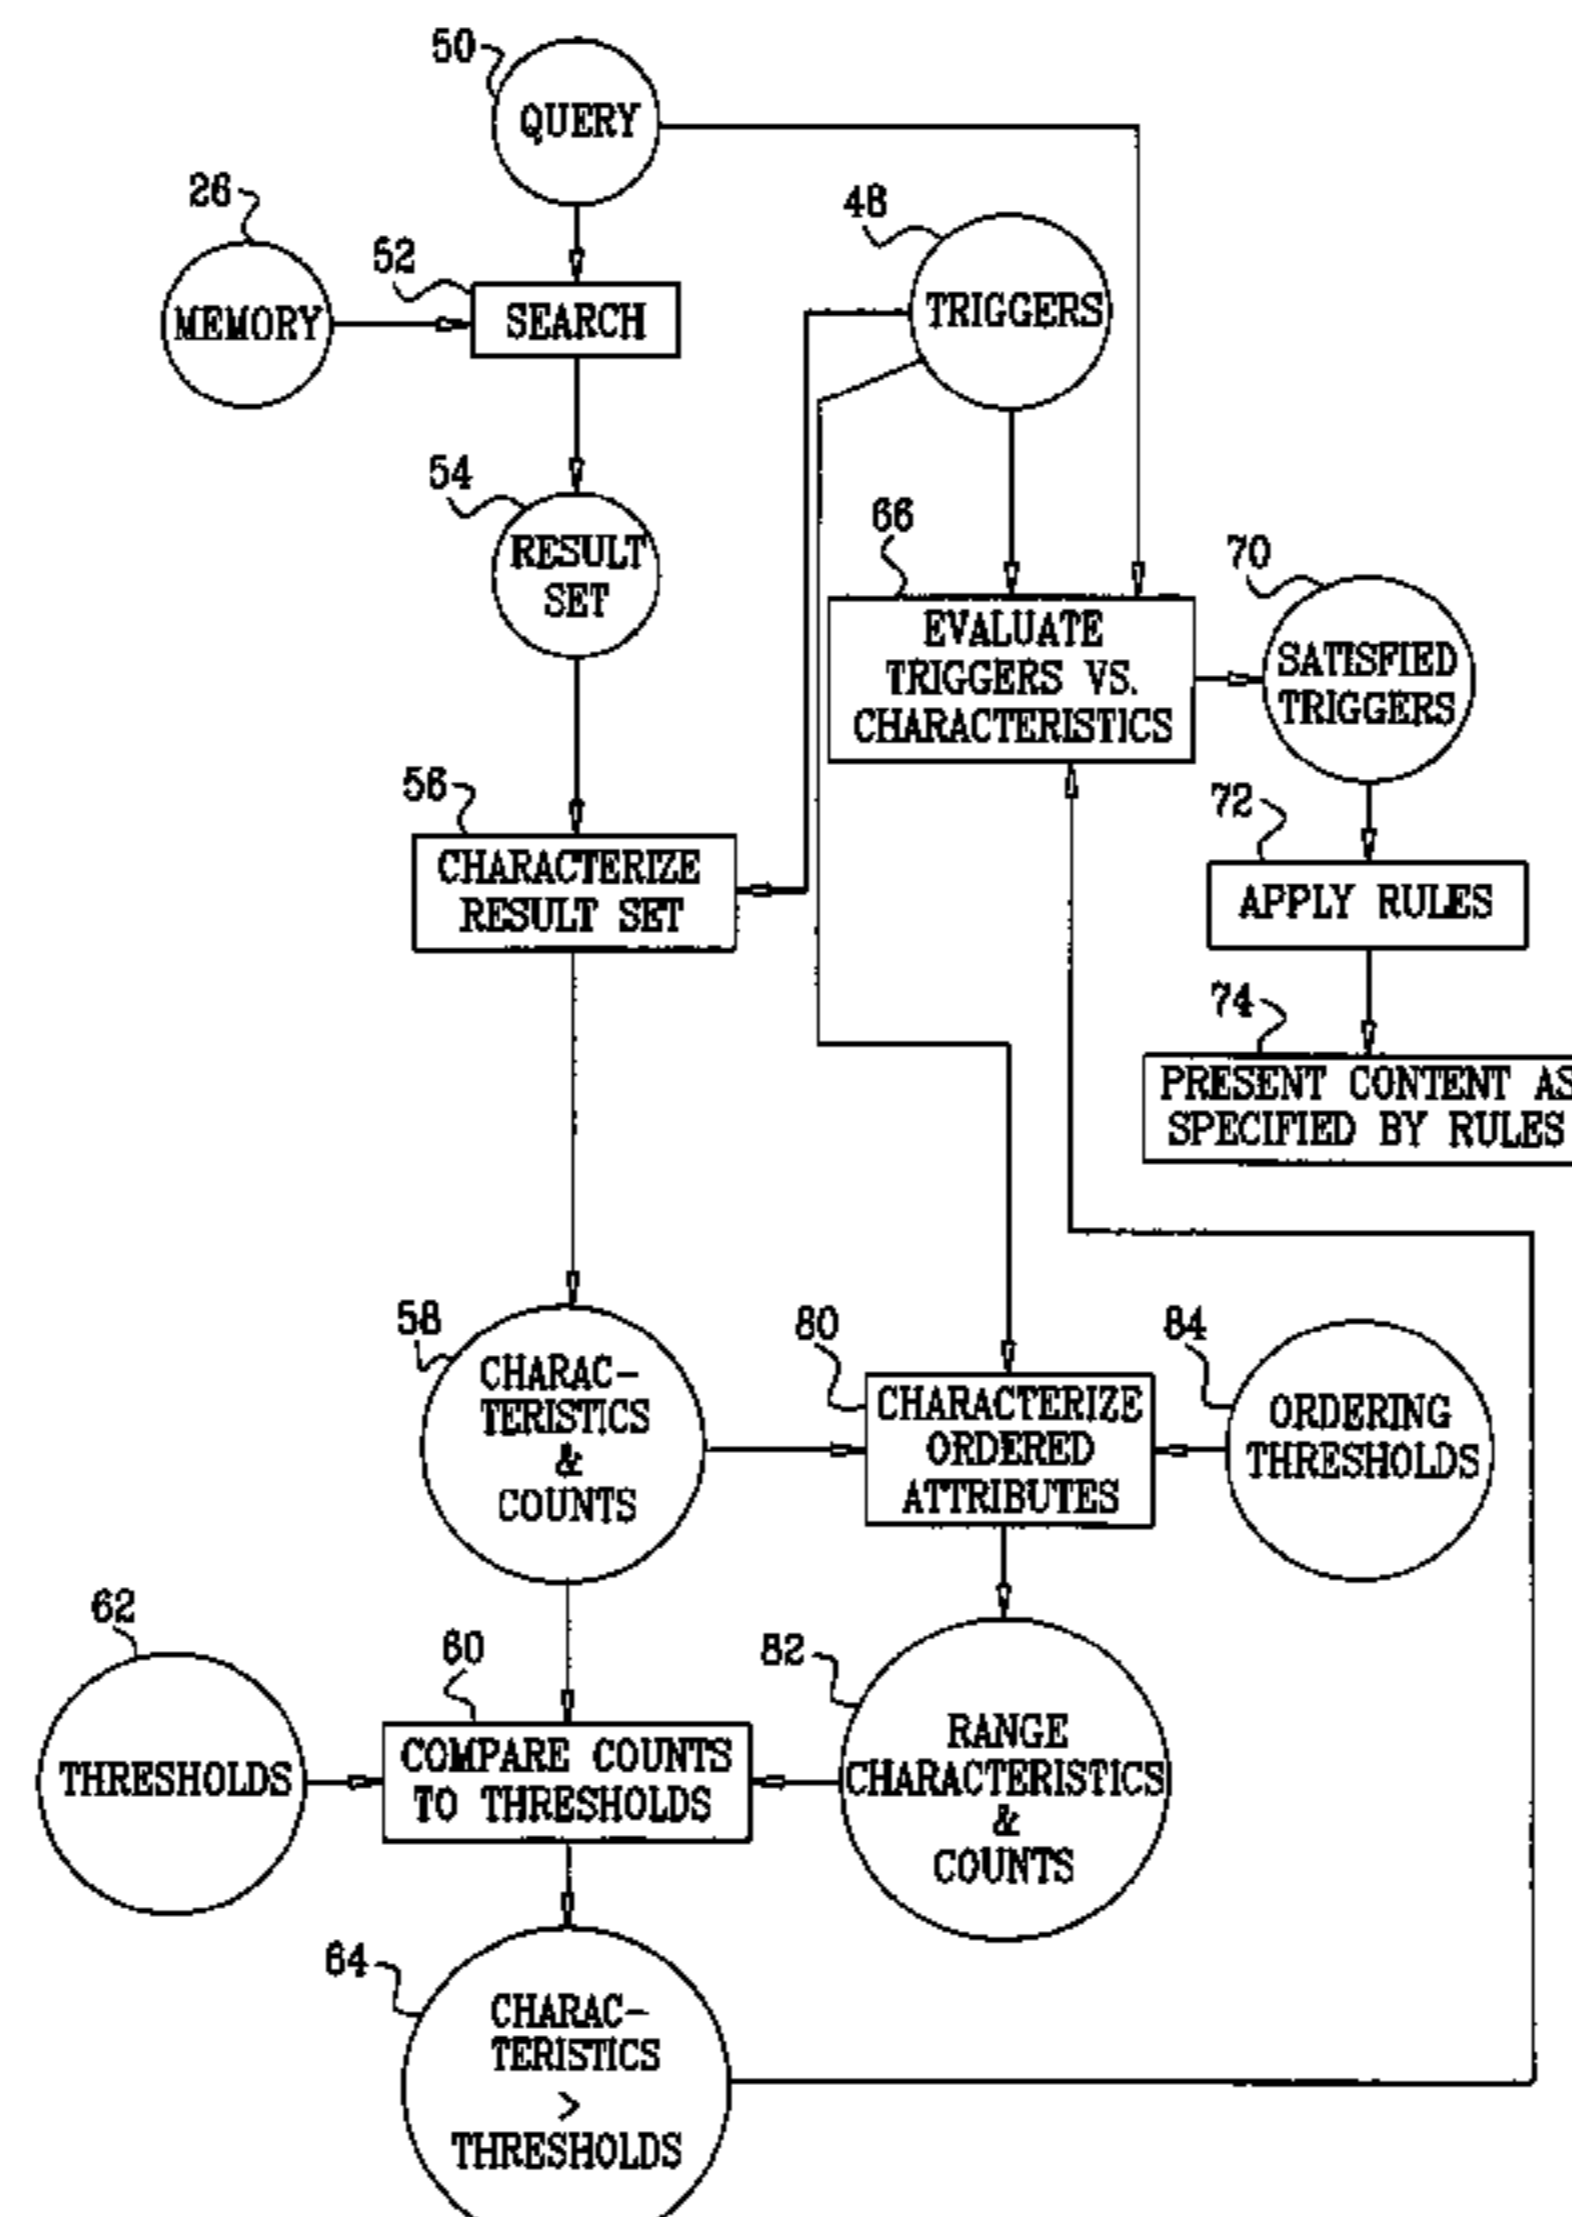 50
QUERY
26
MEMORY
52
SEARCH
48
TRIGGERS
54
RESULT
SET
66
EVALUATE
TRIGGERS VS.
CHARACTERISTICS
70
SATISFIED
TRIGGERS
56
CHARACTERIZE
RESULT SET
72
APPLY RULES
74
PRESENT CONTENT AS
SPECIFIED BY RULES
58
CHARAC-
TERISTICS
&
COUNTS
80
CHARACTERIZE
ORDERED
ATTRIBUTES
84
ORDERING
THRESHOLDS
62
THRESHOLDS
60
COMPARE COUNTS
TO THRESHOLDS
82
RANGE
CHARACTERISTICS
&
COUNTS
64
CHARAC-
TERISTICS
>
THRESHOLDS